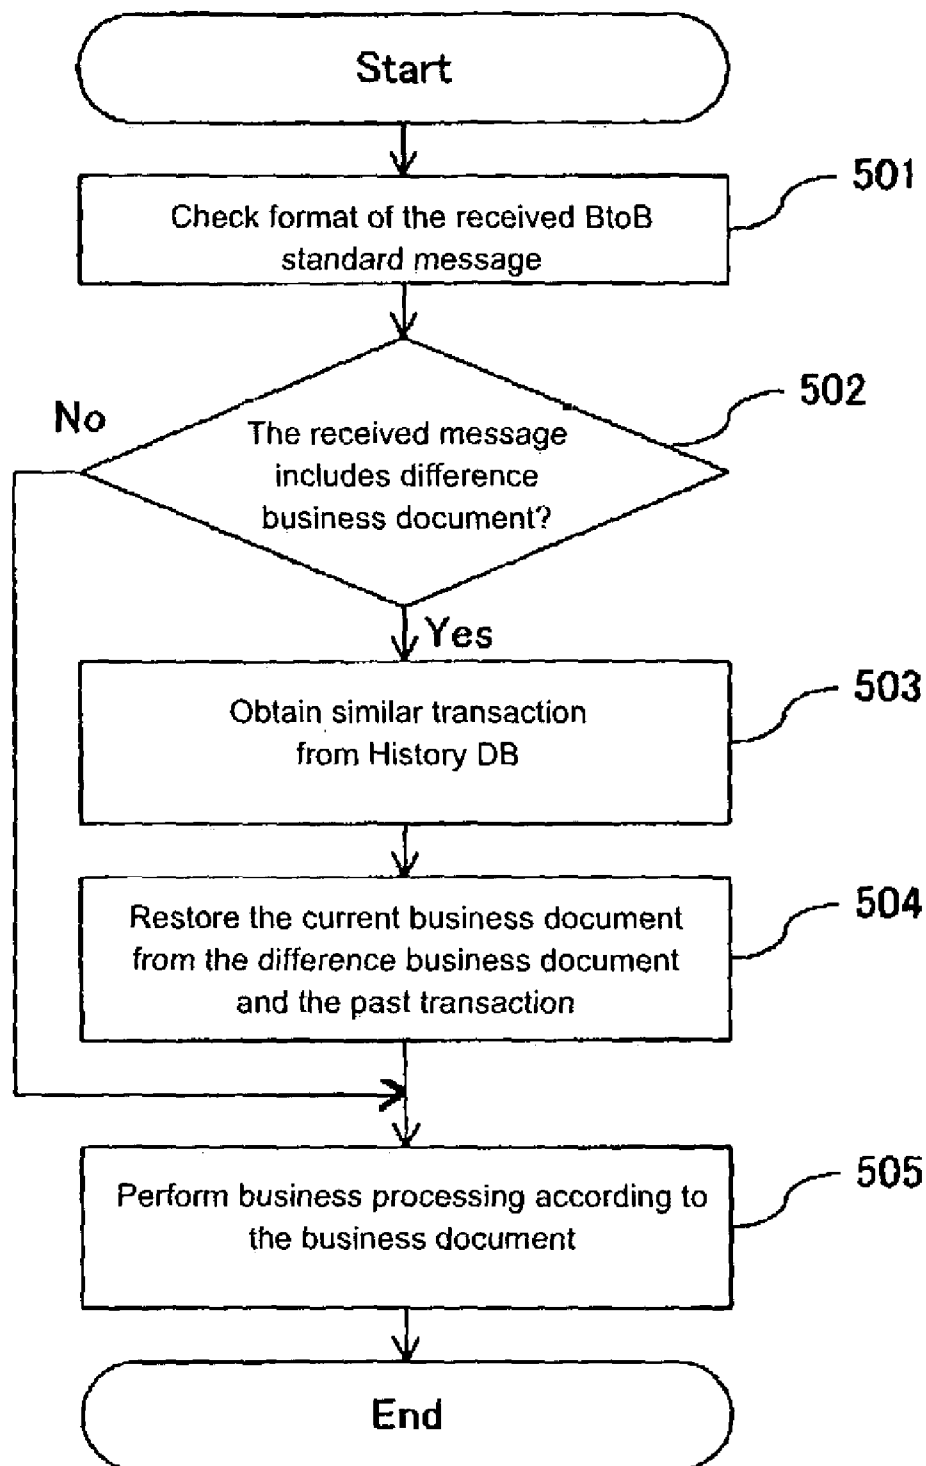 Start
501
Check format of the received BtoB
standard message
502
No
The received message
includes difference
business document?
Yes
503
Obtain similar transaction
from History DB
504
Restore the current business document
from the difference business document
and the past transaction
505
Perform business processing according to
the business document
End